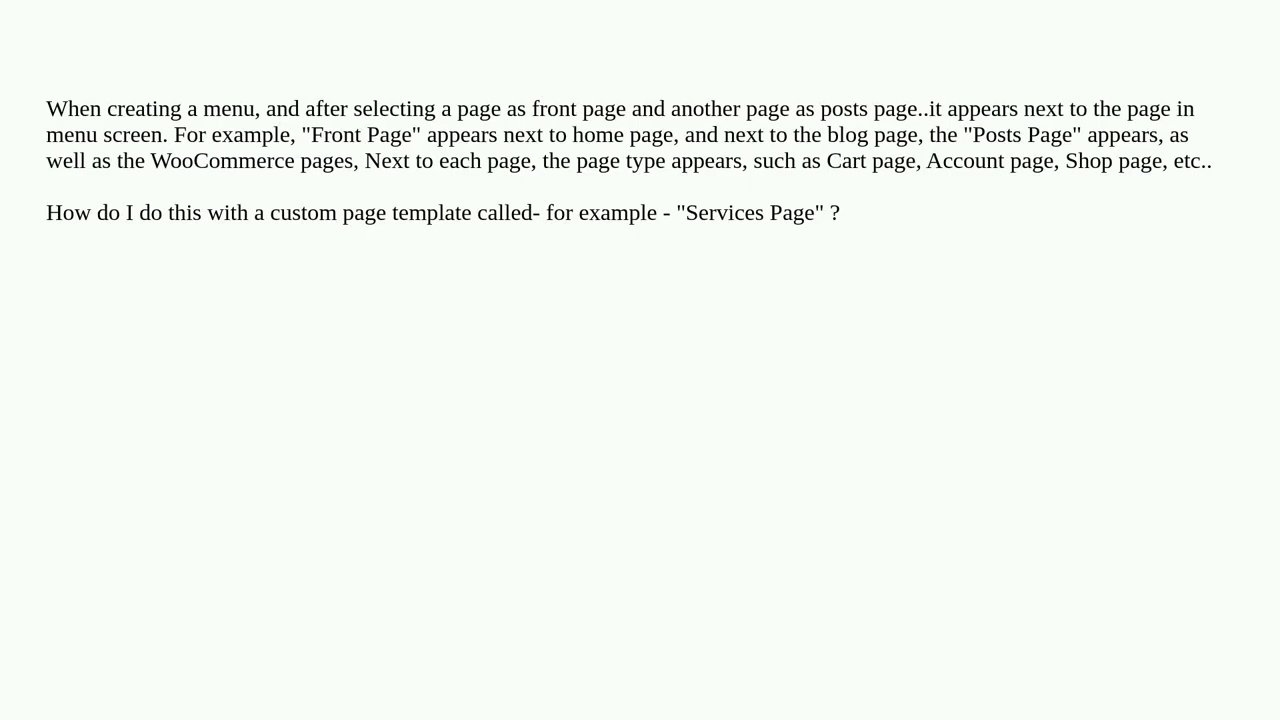 When creating a menu, and after selecting a page as front page and another page as posts page..it appears next to the page in
menu screen. For example, "Front Page" appears next to home page, and next to the blog page, the "Posts Page" appears, as
well as the WooCommerce pages, Next to each page, the page type appears, such as Cart page, Account page, Shop page, etc..
How do I do this with a custom page template called- for example - "Services Page" ?